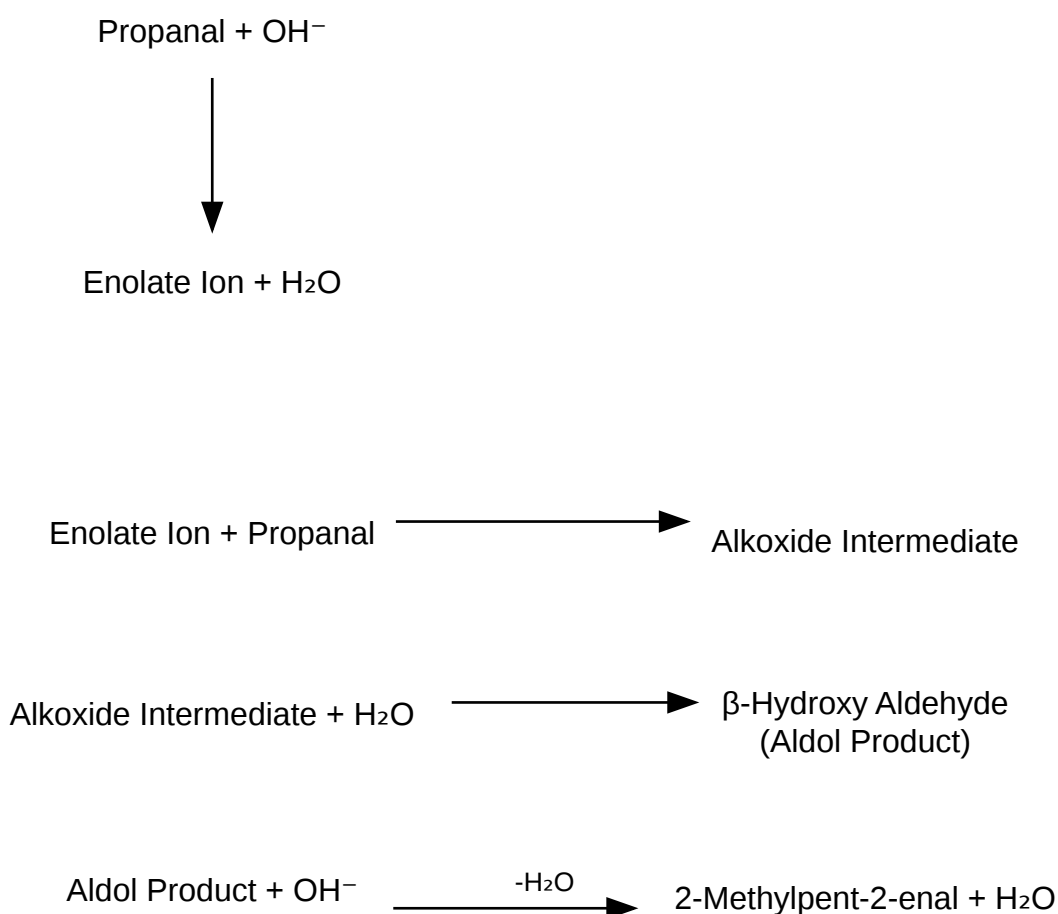 Propanal + OH⁻
Enolate Ion + H₂O
Enolate Ion + Propanal
Alkoxide Intermediate
Alkoxide Intermediate + H₂O
β-Hydroxy Aldehyde
(Aldol Product)
Aldol Product + OH⁻
-H₂O
2-Methylpent-2-enal + H₂O